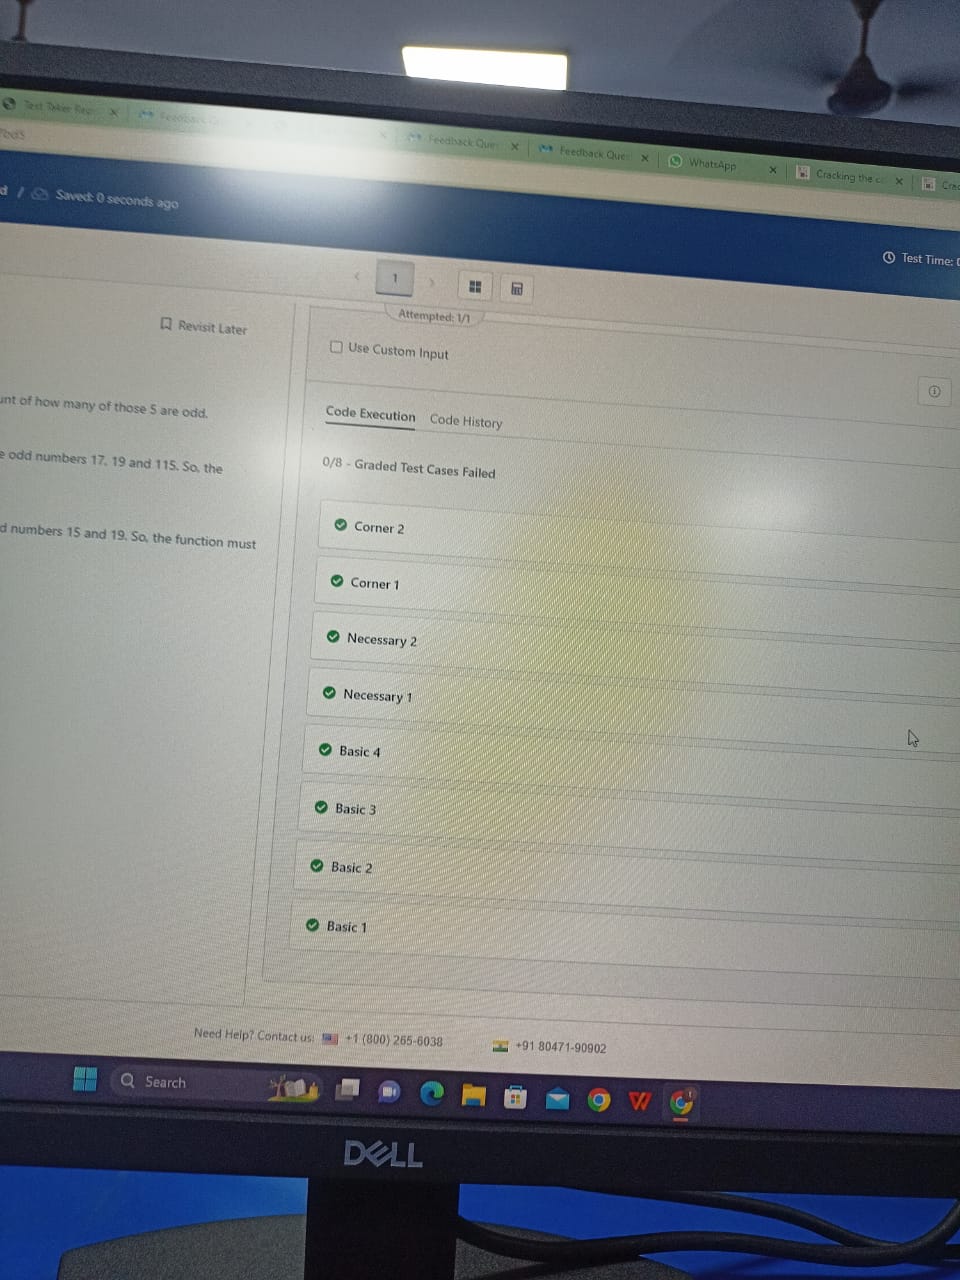 Test Taker Rep
Feedback Qu
Feedback Que
Feedback Que
WhatsApp
Cracking the c
Crac
7bd5
d / Saved: 0 seconds ago
Test Time:
1
Attempted: 1/1
Revisit Later
Use Custom Input
unt of how many of those 5 are odd.
e odd numbers 17, 19 and 115. So, the
d numbers 15 and 19. So, the function must
Code Execution Code History
0/8 - Graded Test Cases Failed
Corner 2
Corner 1
Necessary 2
Necessary 1
Basic 4
Basic 3
Basic 2
Basic 1
Need Help? Contact us: +1 (800) 265-6038 +91 80471-90902
Search
DELL